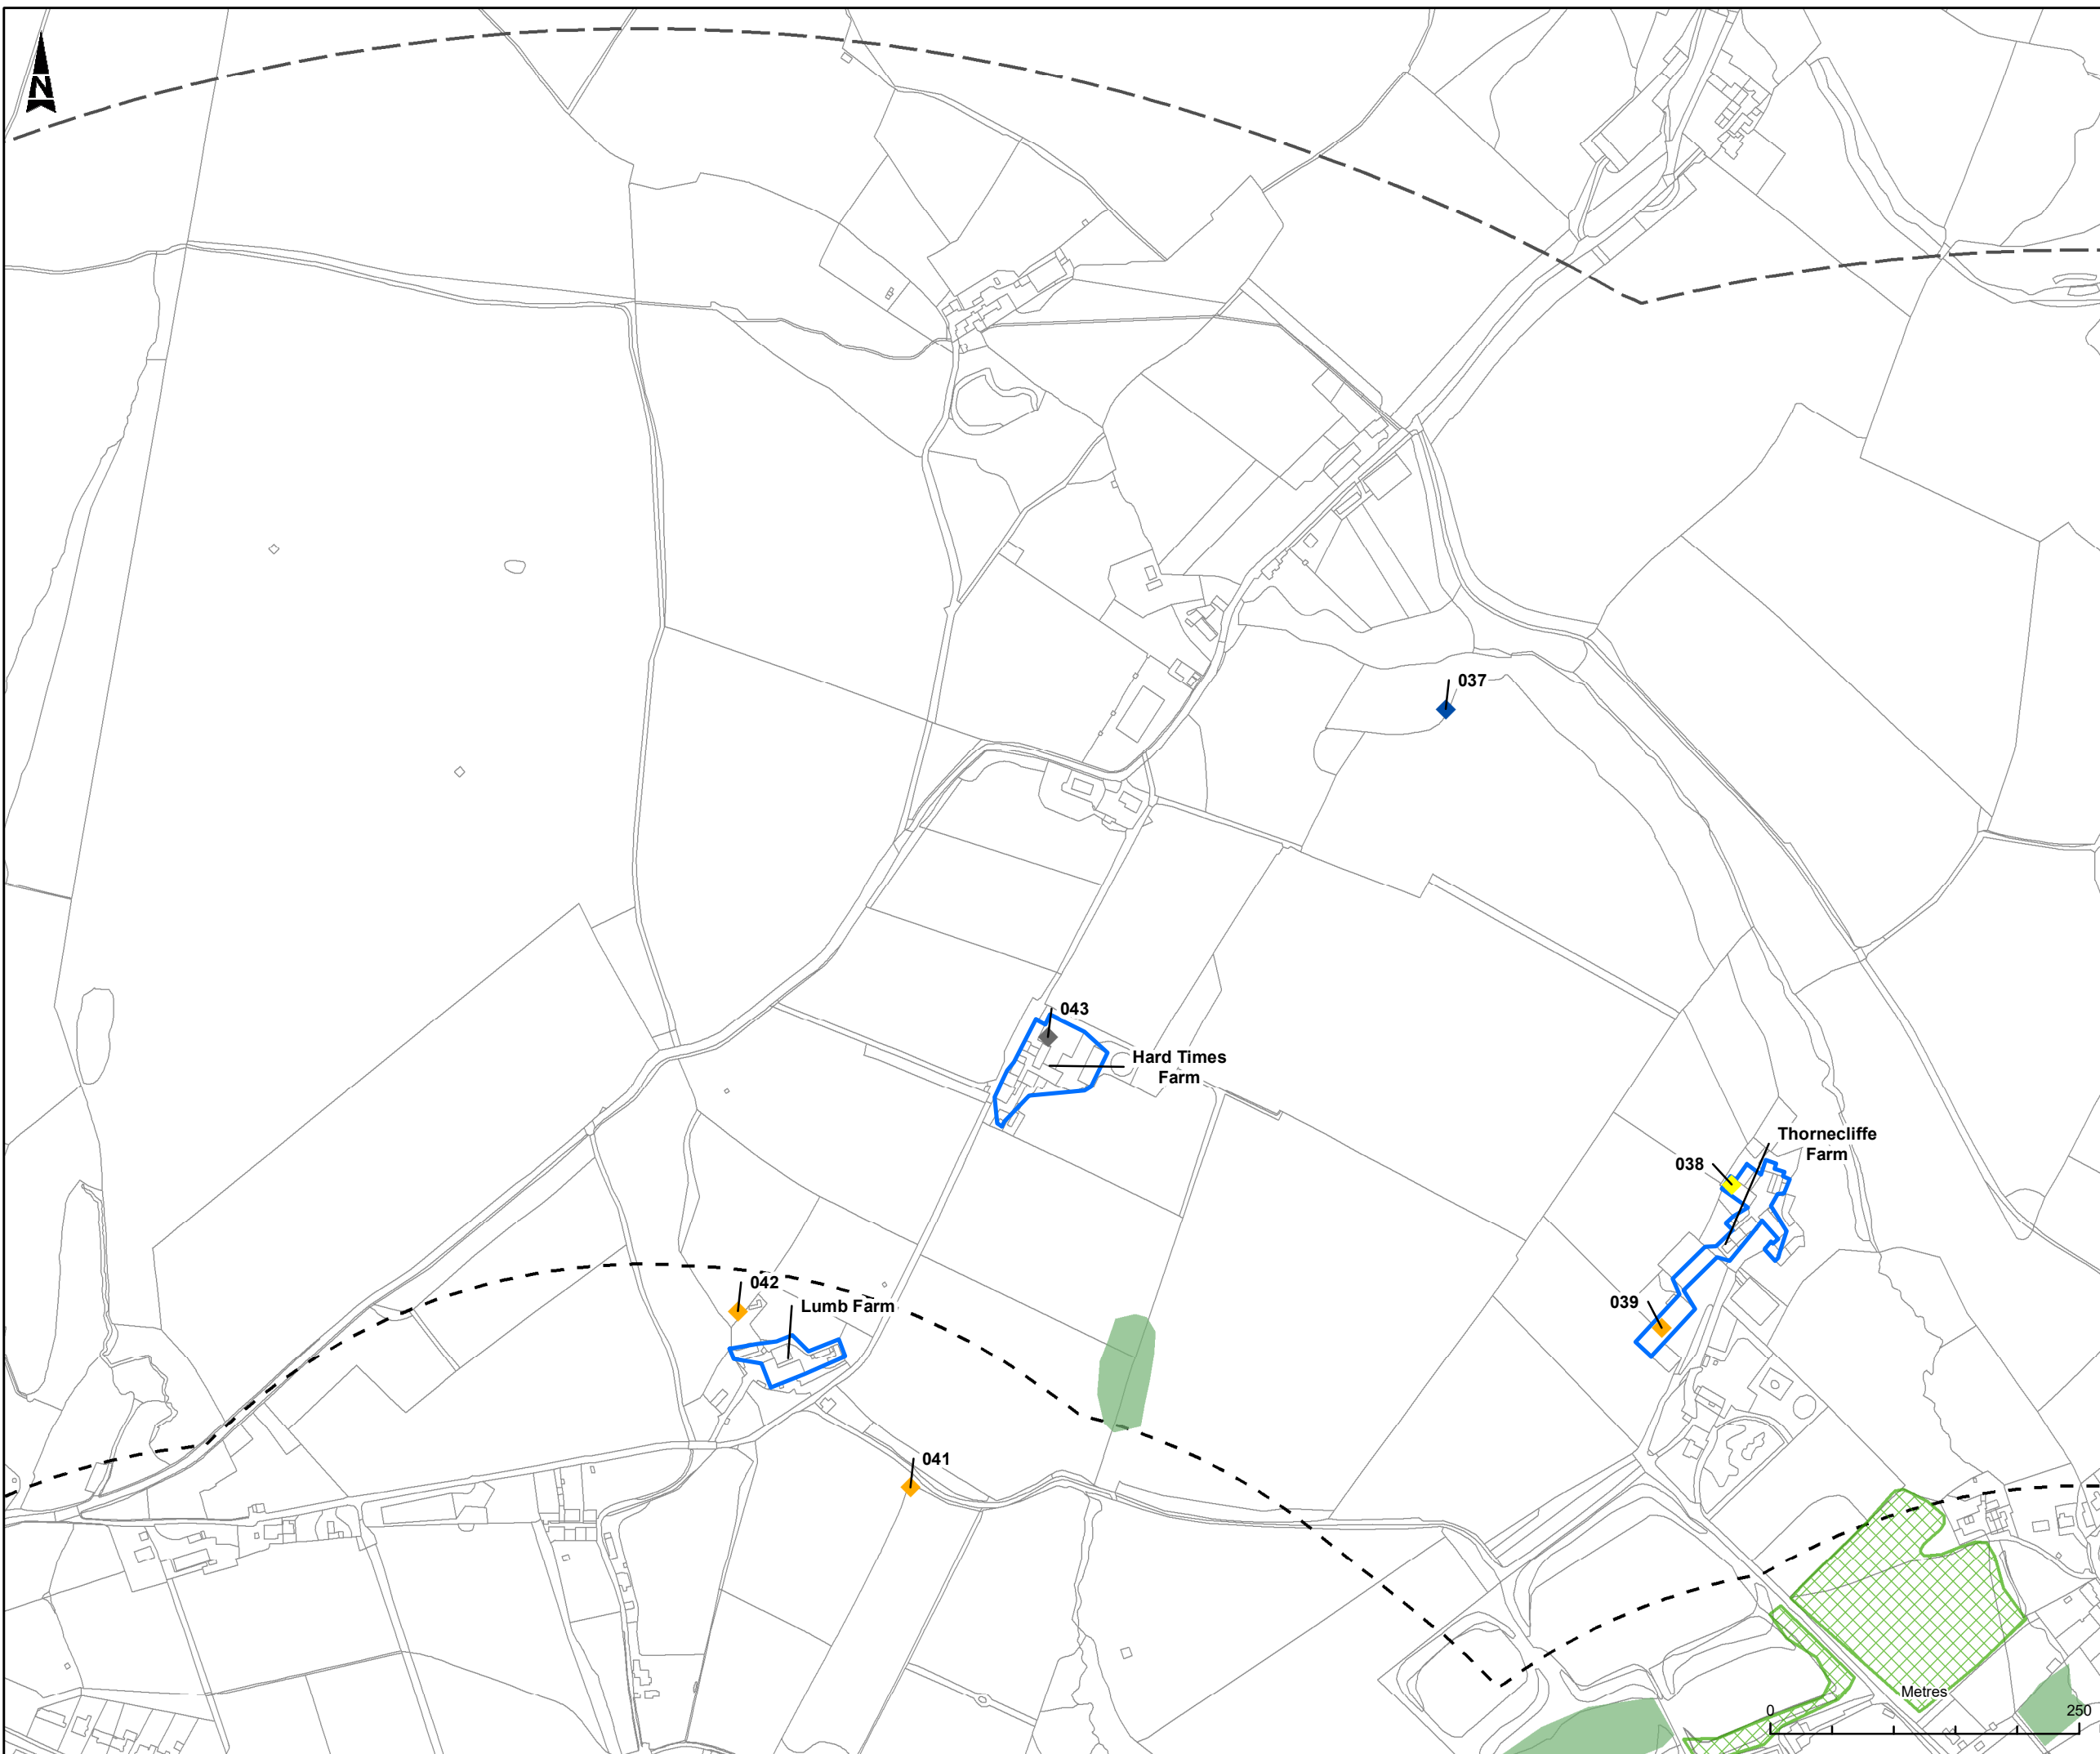 N
037
043
Hard Times
Farm
Thornecliffe
Farm
038
042
039
Lumb Farm
041
Metres
0
250